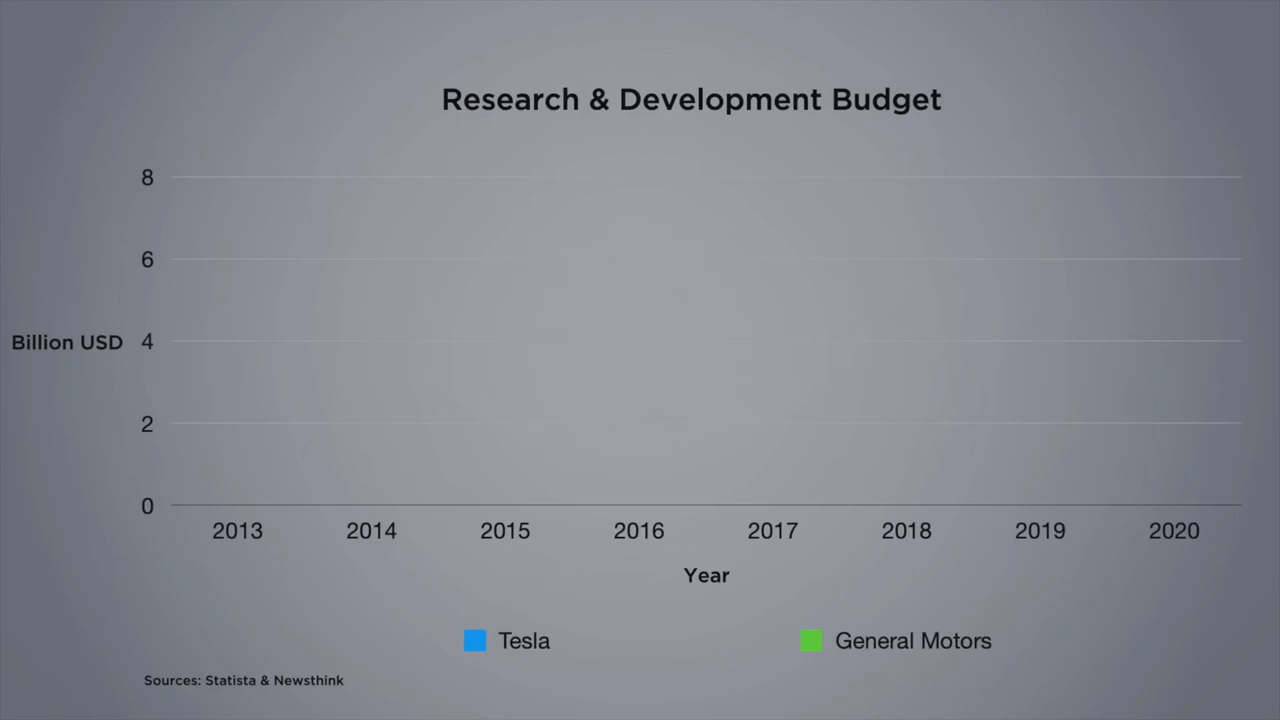 Research & Development Budget
8
6
Billion USD 4
2
0
2013 2014 2015 2016 2017 2018 2019 2020
Year
Tesla General Motors
Sources: Statista & Newsthink